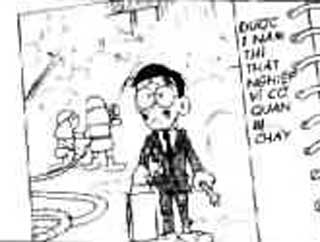 ĐƯỢC
1 NĂM
THÌ
THẤT
NGHIỆP
VÌ CƠ
QUAN
BỊ
CHÁY